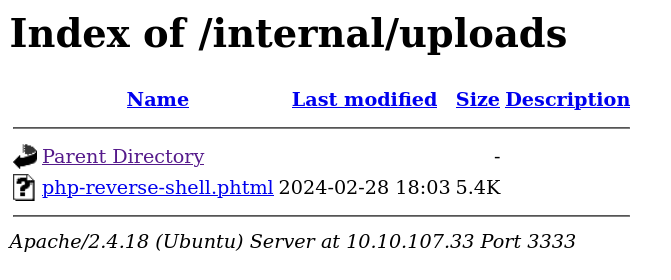 Index of /internal/uploads
Name Last modified Size Description
Parent Directory -
php-reverse-shell.phtml 2024-02-28 18:03 5.4K
Apache/2.4.18 (Ubuntu) Server at 10.10.107.33 Port 3333